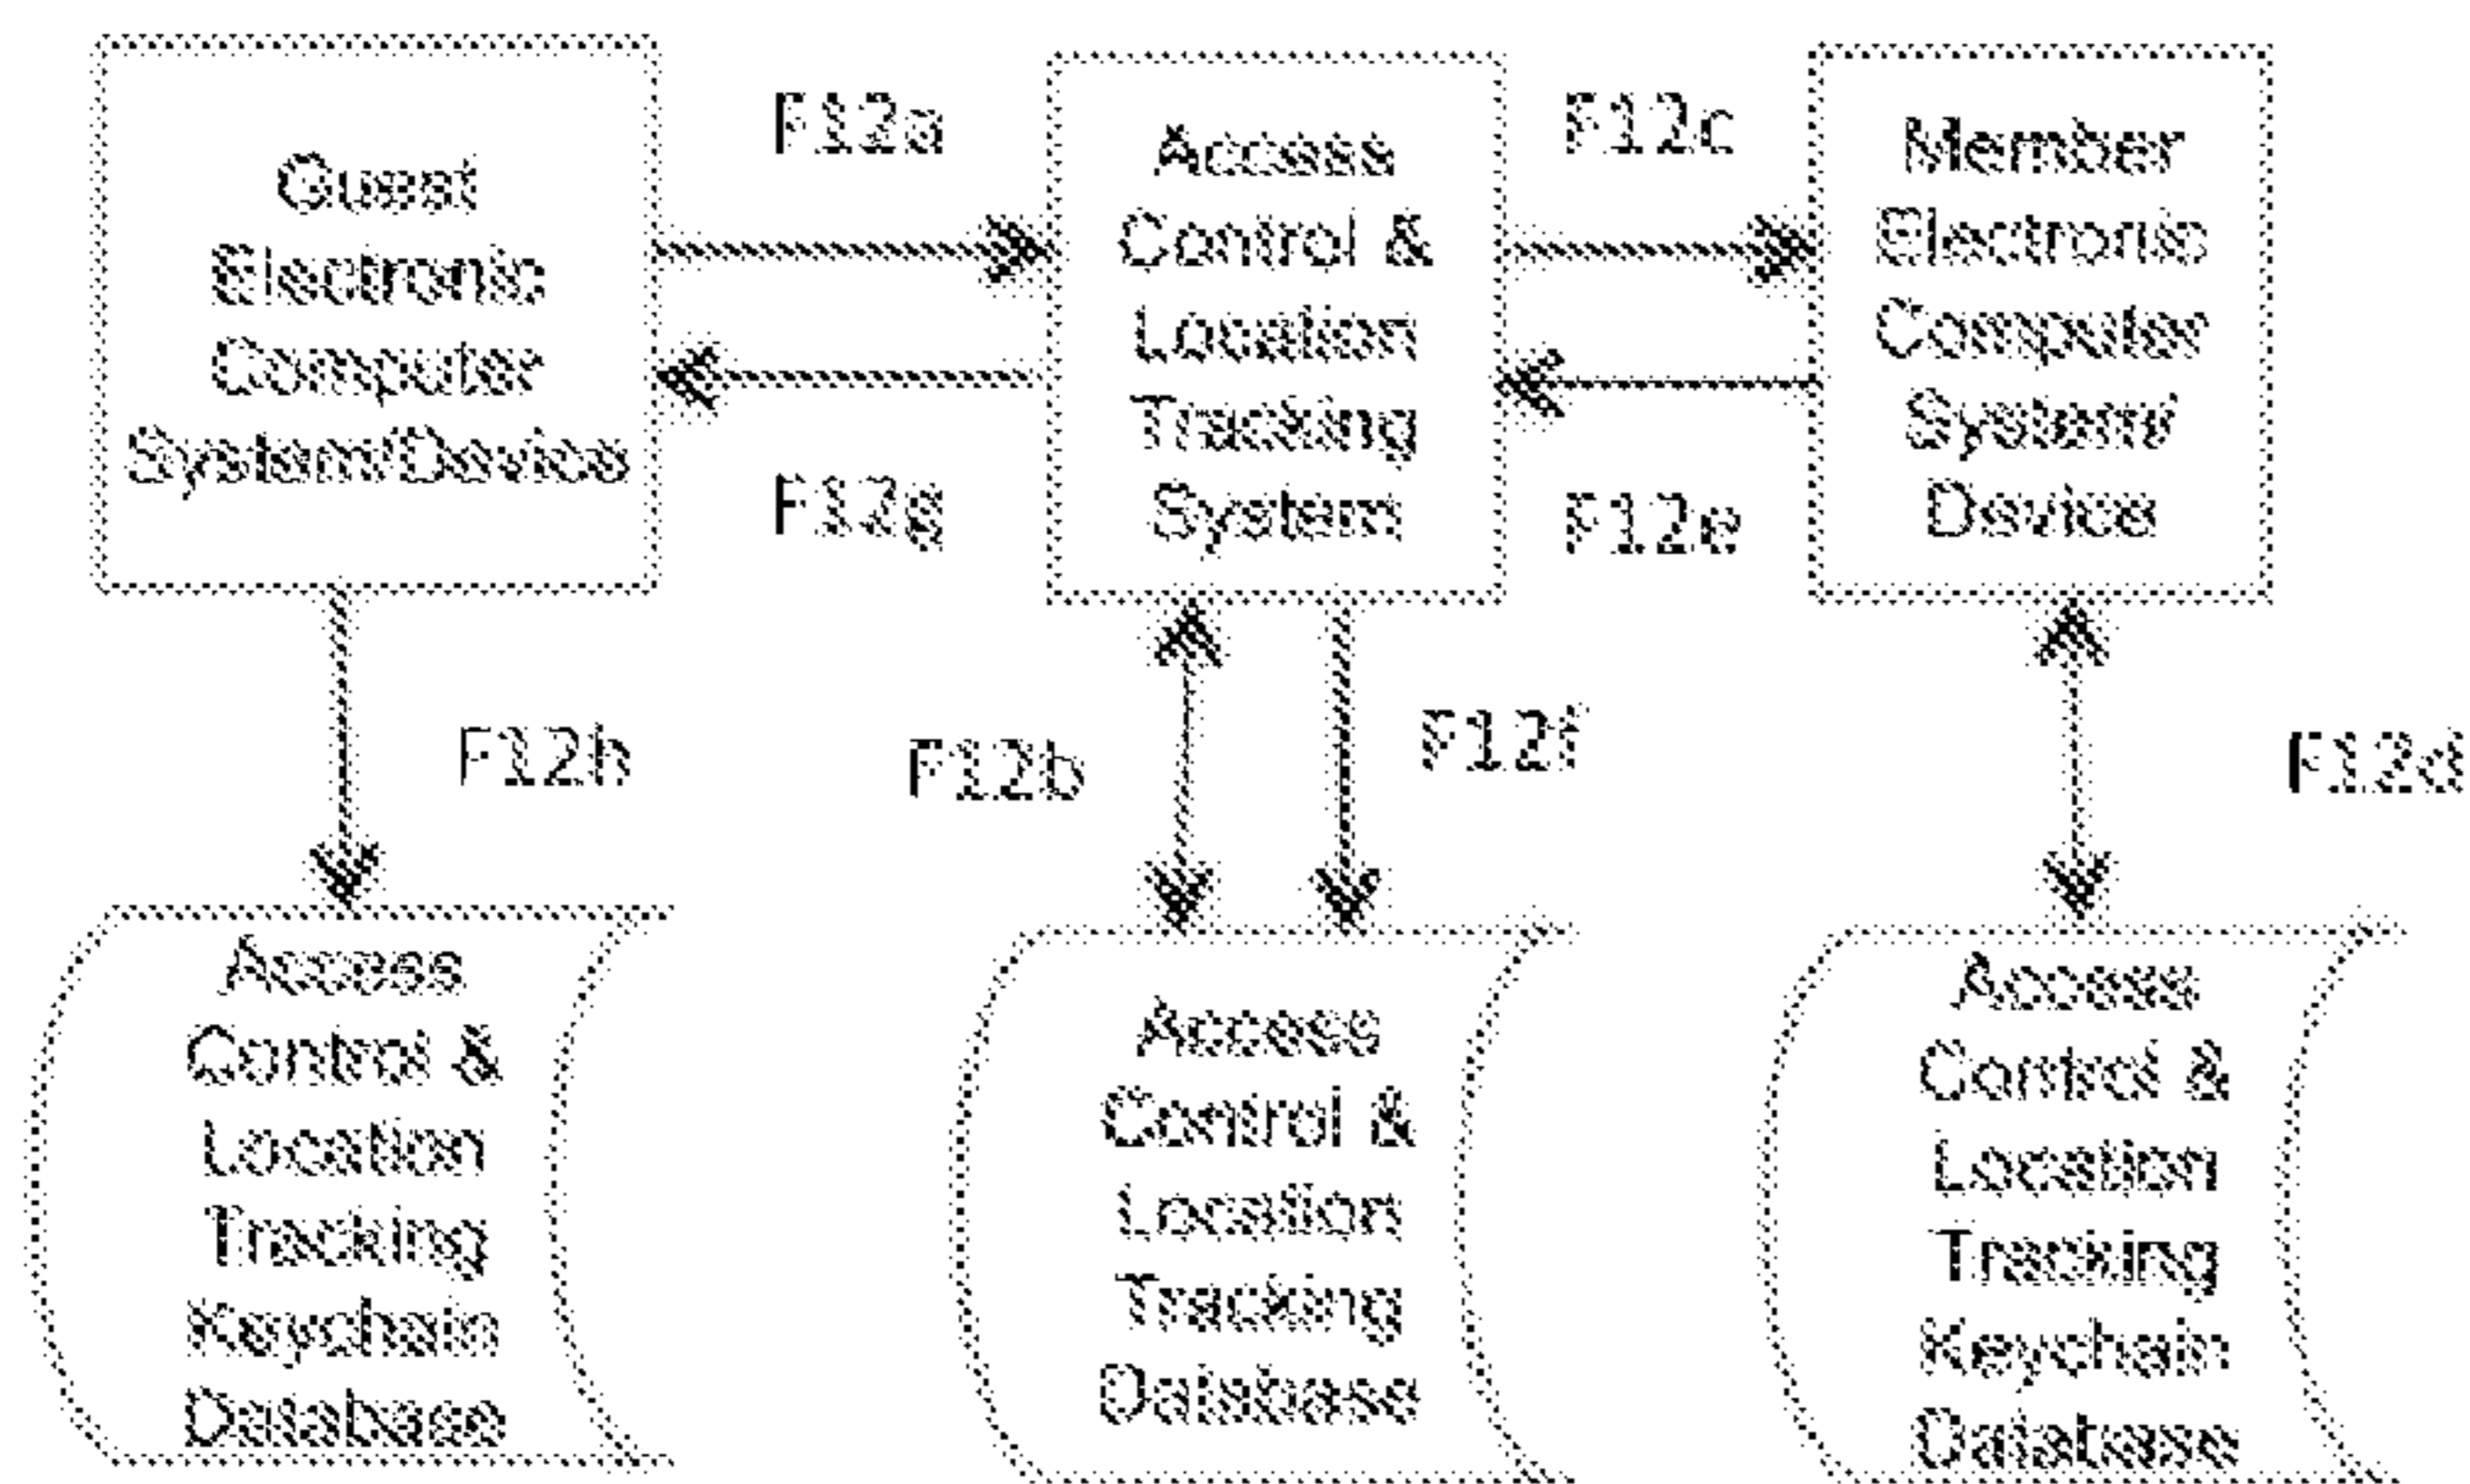 Guest
Electronic
Computer
System/Device
F12a
Access
Control &
Location
Tracking
System
F12c
Member
Electronic
Computer
System/
Device
F12g
F12e
F12h
F12b
F12f
F12d
Access
Control &
Location
Tracking
Keychain
Database
Access
Control &
Location
Tracking
Database
Access
Control &
Location
Tracking
Keychain
Database